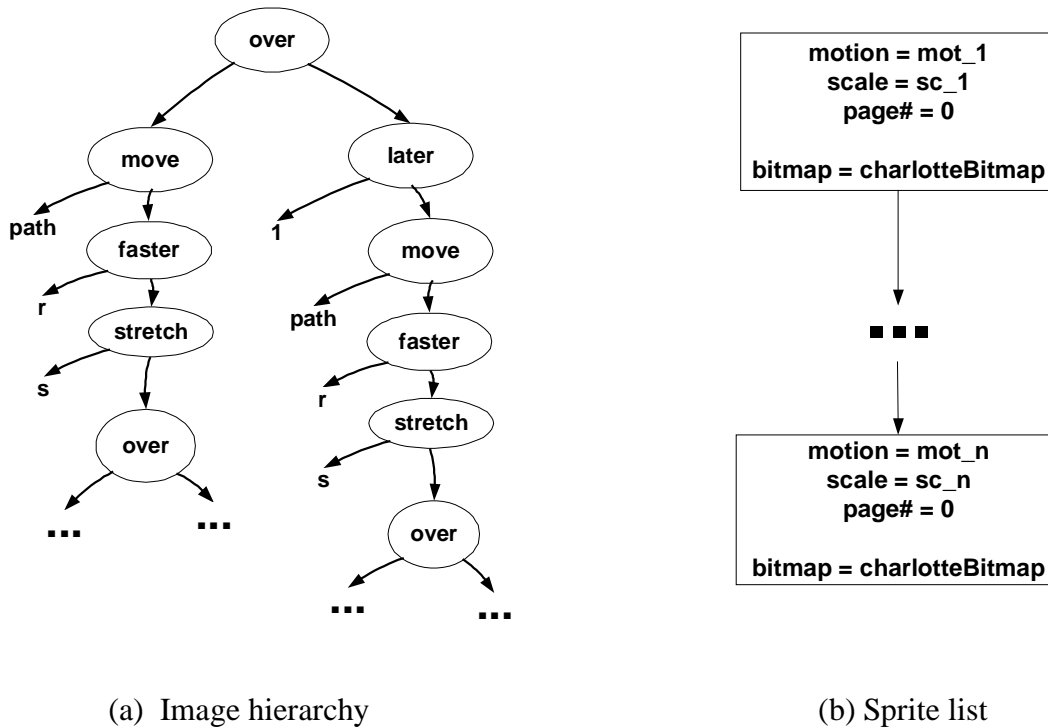 over
move
later
path
1
faster
move
r
path
stretch
faster
s
r
over
stretch
s
...
...
over
...
...
(a) Image hierarchy
motion = mot_1
scale = sc_1
page# = 0
bitmap = charlotteBitmap
...
motion = mot_n
scale = sc_n
page# = 0
bitmap = charlotteBitmap
(b) Sprite list